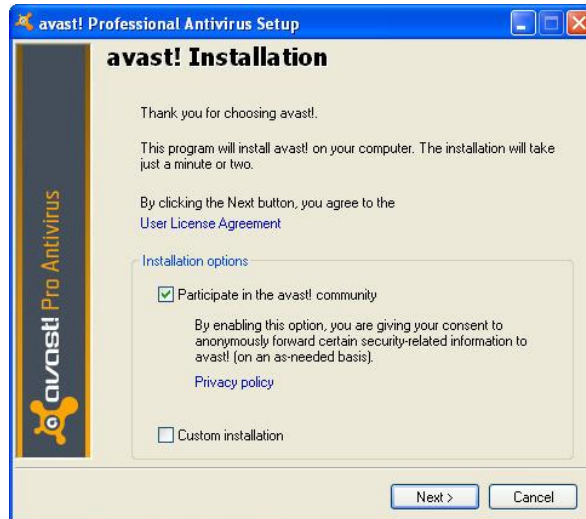 avast! Professional Antivirus Setup
avast! Installation
Thank you for choosing avast!.
This program will install avast! on your computer. The installation will take
just a minute or two.
By clicking the Next button, you agree to the
User License Agreement
Installation options
Participate in the avast! community
By enabling this option, you are giving your consent to
anonymously forward certain security-related information to
avast! (on an as-needed basis).
Privacy policy
Custom installation
avast! Pro Antivirus
Next >
Cancel